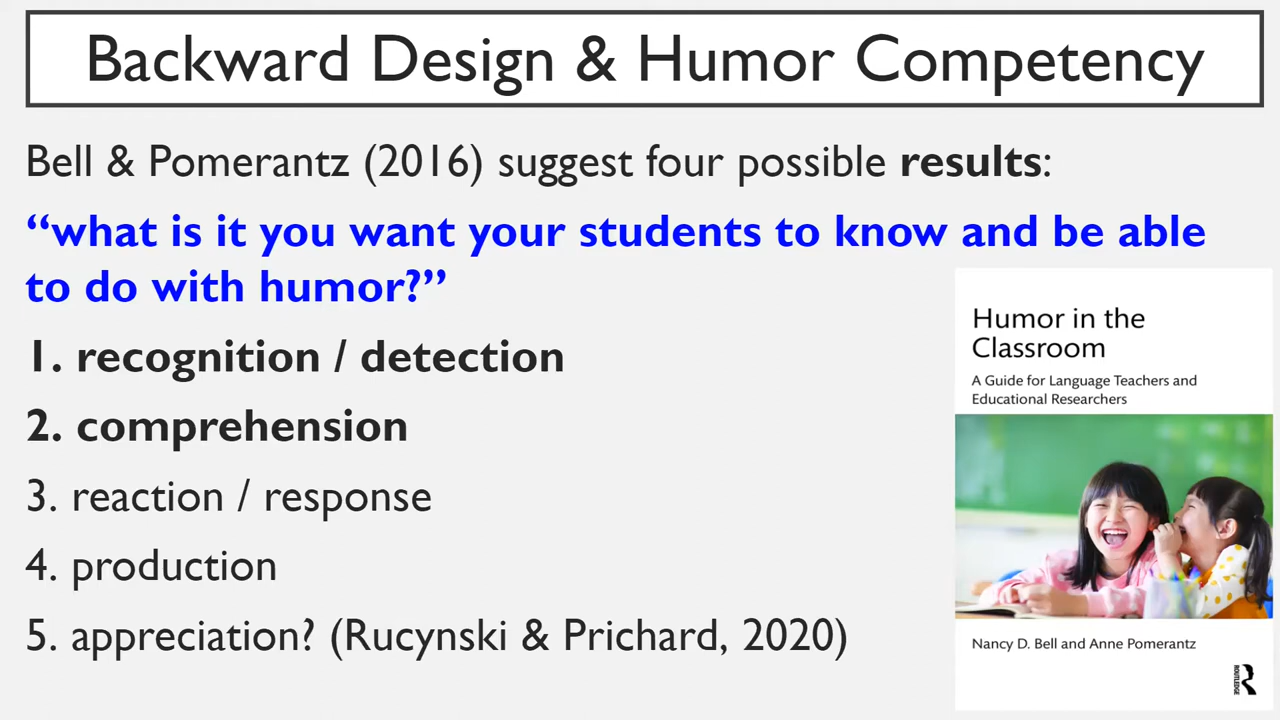 Backward Design & Humor Competency
Bell & Pomerantz (2016) suggest four possible results:
“what is it you want your students to know and be able
to do with humor?”
1. recognition / detection
2. comprehension
3. reaction / response
4. production
5. appreciation? (Rucynski & Prichard, 2020)
Humor in the
Classroom
A Guide for Language Teachers and
Educational Researchers
Nancy D. Bell and Anne Pomerantz
ROUTLEDGE